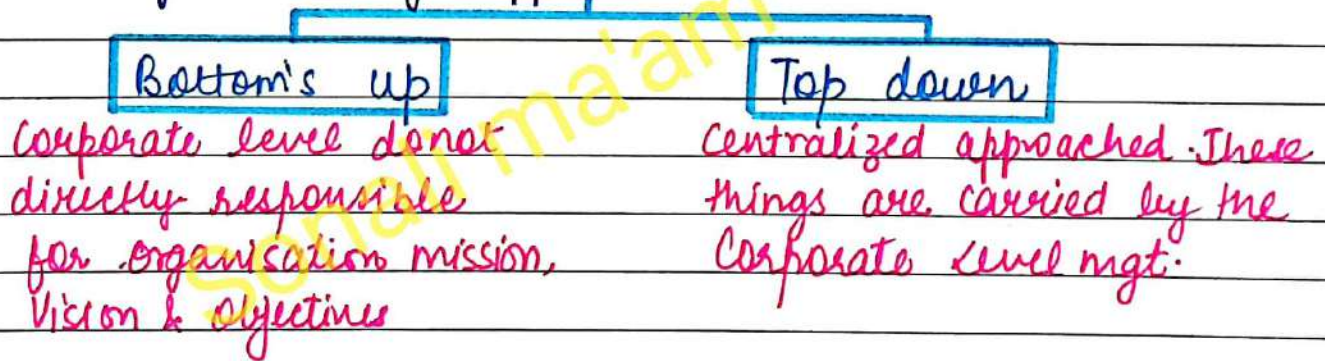 Bottom's up
Top down
Corporate level donot
directly responsible
for organisation mission,
Vision & objectives
Centralized approached. These
things are carried by the
Corporate Level mgt.
Sonali ma'am